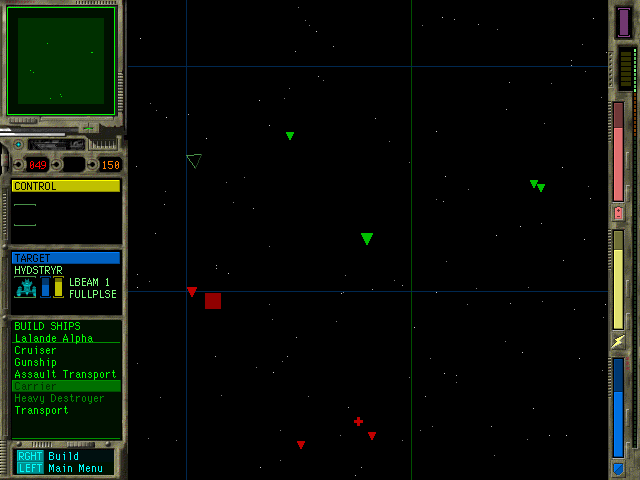 049 150
CONTROL
TARGET
HVDSTRYR
LBEAM 1
FULLPLSE
BUILD SHIPS
Lalande Alpha
Cruiser
Gunship
Assault Transport
Carrier
Heavy Destroyer
Transport
RGHT Build
LEFT Main Menu